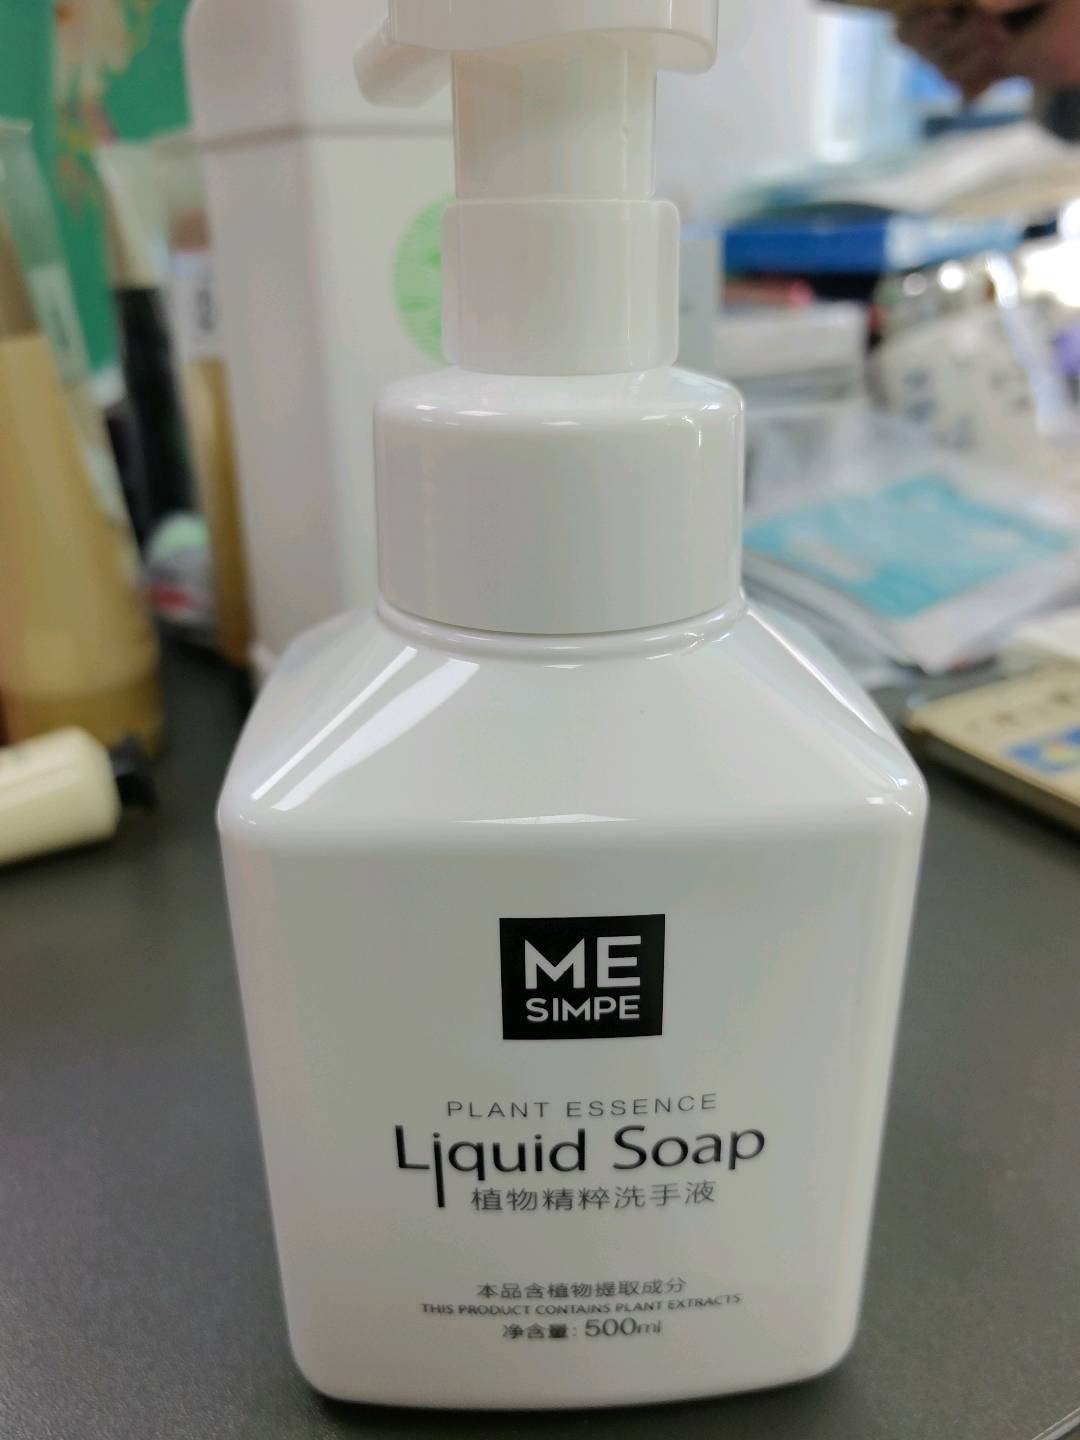 ME
SIMPE
PLANT ESSENCE
Liquid Soap
植物精粹洗手液
本品含植物提取成分
THIS PRODUCT CONTAINS PLANT EXTRACTS
净含量: 500ml